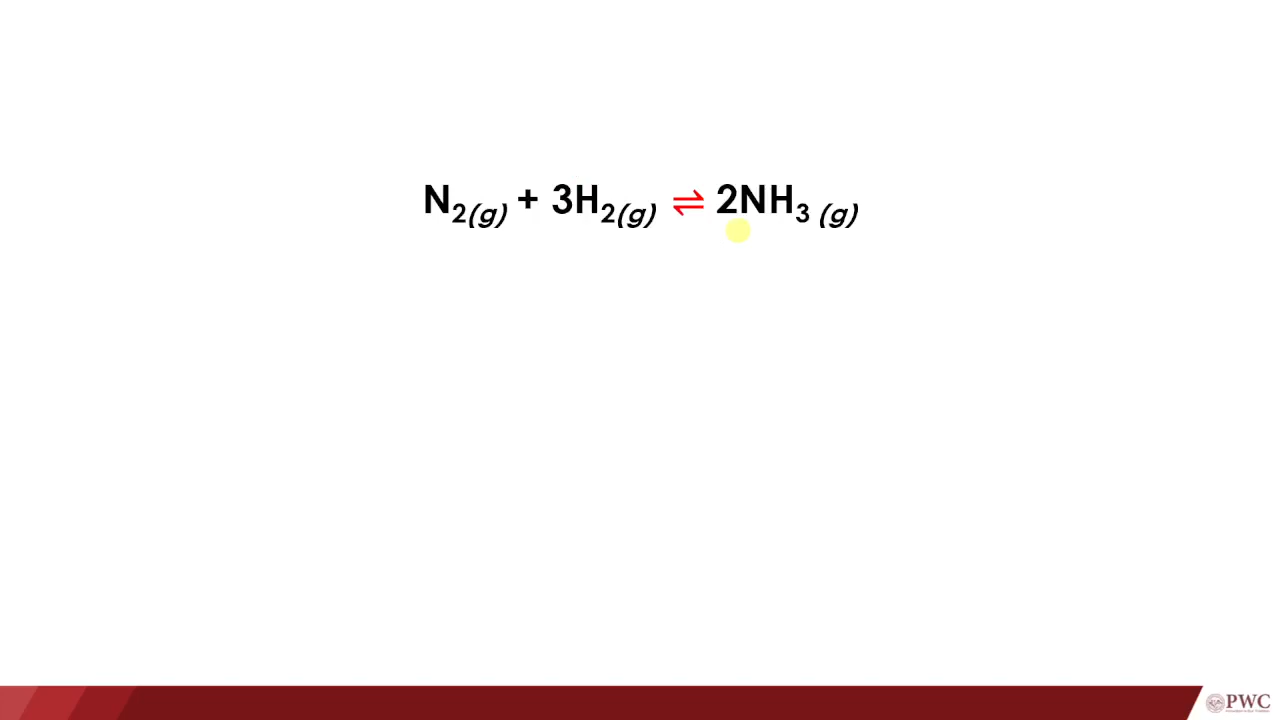 N₂(g) + 3H₂(g) ⇌ 2NH₃ (g)
PWC